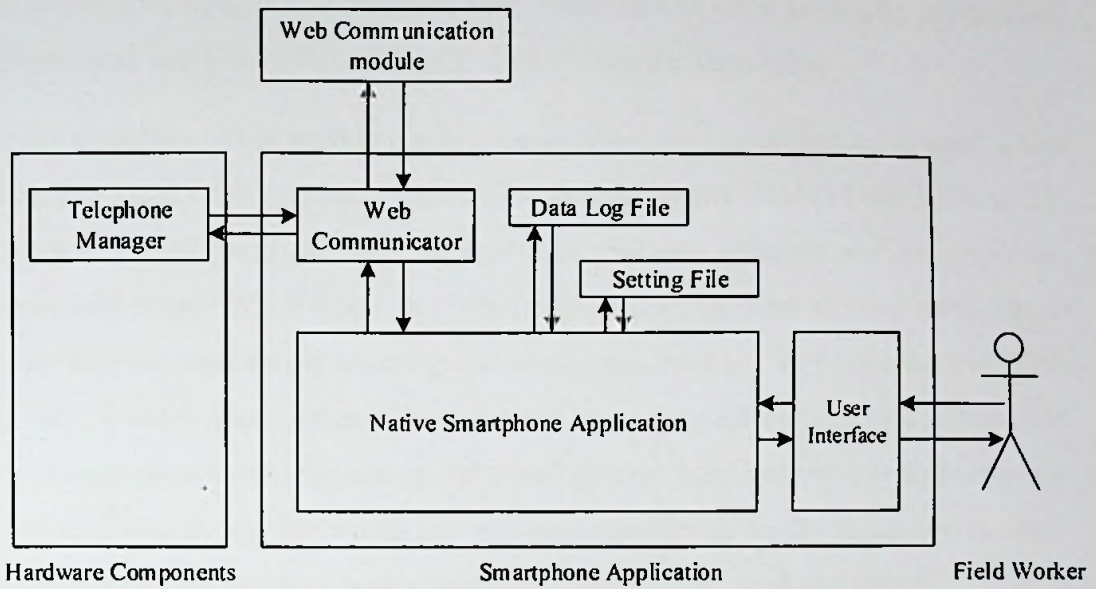 Web Communication
module
Telephone
Manager
Web
Communicator
Data Log File
Setting File
Native Smartphone Application
User
Interface
Hardware Components
Smartphone Application
Field Worker